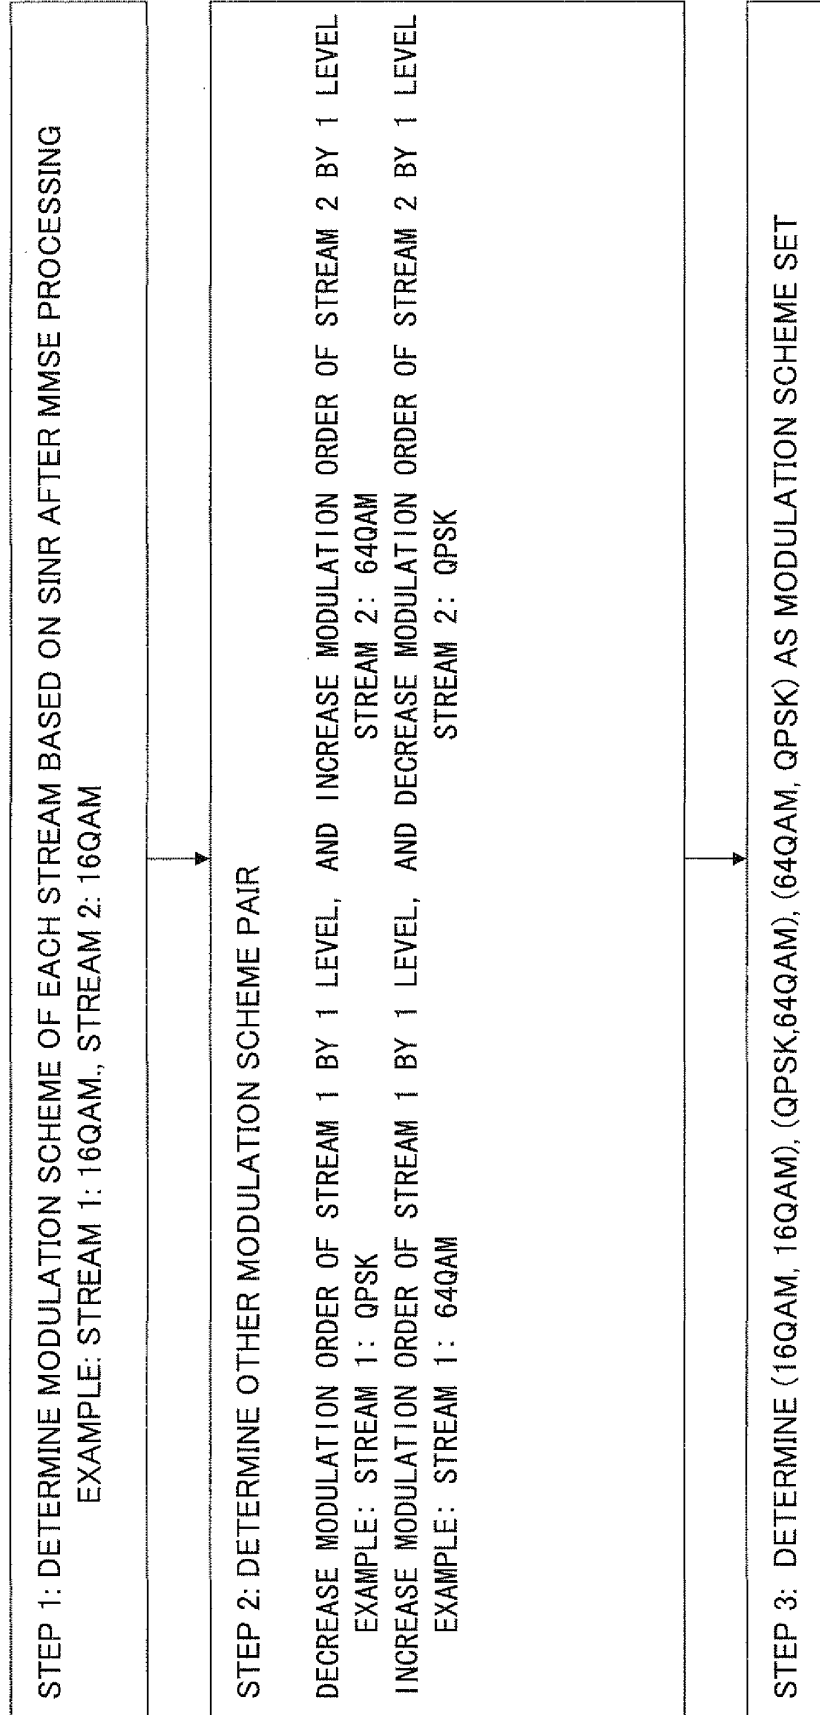 STEP 1: DETERMINE MODULATION SCHEME OF EACH STREAM BASED ON SINR AFTER MMSE PROCESSING
EXAMPLE: STREAM 1: 16QAM., STREAM 2: 16QAM
STEP 2: DETERMINE OTHER MODULATION SCHEME PAIR
DECREASE MODULATION ORDER OF STREAM 1 BY 1 LEVEL, AND INCREASE MODULATION ORDER OF STREAM 2 BY 1 LEVEL
EXAMPLE: STREAM 1: QPSK STREAM 2: 64QAM
INCREASE MODULATION ORDER OF STREAM 1 BY 1 LEVEL, AND DECREASE MODULATION ORDER OF STREAM 2 BY 1 LEVEL
EXAMPLE: STREAM 1: 64QAM STREAM 2: QPSK
STEP 3: DETERMINE (16QAM, 16QAM), (QPSK,64QAM), (64QAM, QPSK) AS MODULATION SCHEME SET